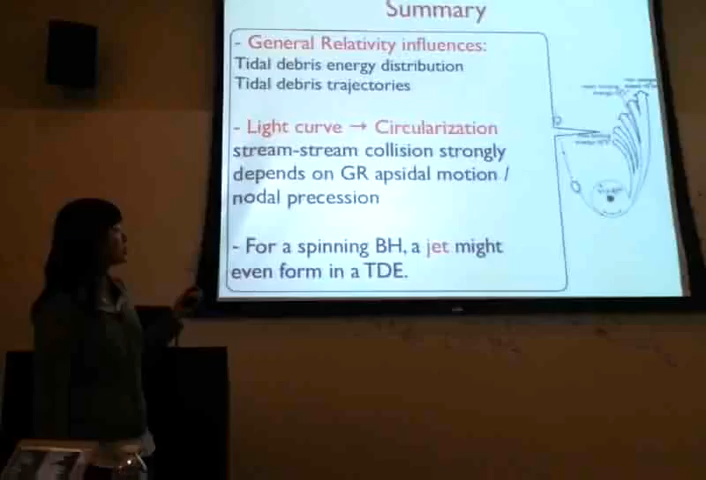 Summary
- General Relativity influences:
Tidal debris energy distribution
Tidal debris trajectories
- Light curve → Circularization
stream-stream collision strongly
depends on GR apsidal motion /
nodal precession
- For a spinning BH, a jet might
even form in a TDE.